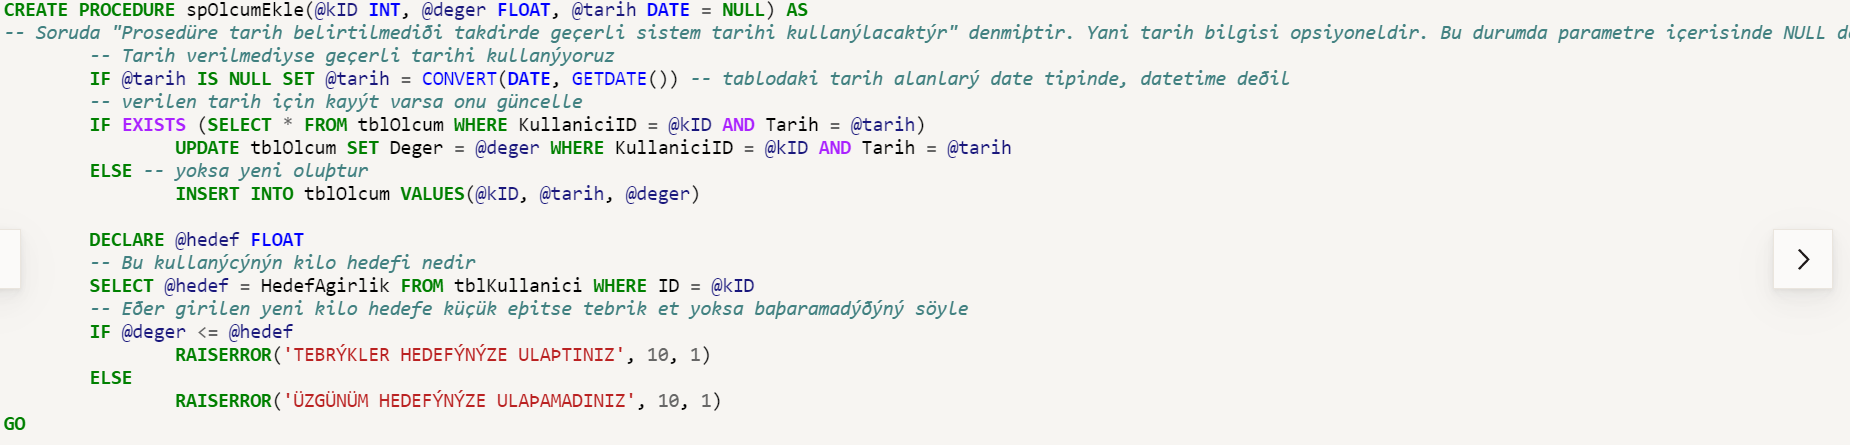 CREATE PROCEDURE spOlcumEkle(@kID INT, @deger FLOAT, @tarih DATE = NULL) AS
-- Soruda "Prosedüre tarih belirtilmediði takdirde geçerli sistem tarihi kullanýlacaktýr" denmiþtir. Yani tarih bilgisi opsiyoneldir. Bu durumda parametre içerisinde NULL
-- Tarih verilmediyse geçerli tarihi kullanýyoruz
IF @tarih IS NULL SET @tarih = CONVERT(DATE, GETDATE()) -- tablodaki tarih alanlarý date tipinde, datetime deðil
-- verilen tarih için kayýt varsa onu güncelle
IF EXISTS (SELECT * FROM tblOlcum WHERE KullaniciID = @kID AND Tarih = @tarih)
UPDATE tblOlcum SET Deger = @deger WHERE KullaniciID = @kID AND Tarih = @tarih
ELSE -- yoksa yeni oluþtur
INSERT INTO tblOlcum VALUES(@kID, @tarih, @deger)
DECLARE @hedef FLOAT
-- Bu kullanýcýnýn kilo hedefi nedir
SELECT @hedef = HedefAgirlik FROM tblKullanici WHERE ID = @kID
-- Eðer girilen yeni kilo hedefe küçük eþitse tebrik et yoksa baþaramadýðýný söyle
IF @deger <= @hedef
RAISERROR('TEBRÝKLER HEDEFÝNÝZE ULAÞTINIZ', 10, 1)
ELSE
RAISERROR('ÜZGÜNÜM HEDEFÝNÝZE ULAÞAMADINIZ', 10, 1)
GO